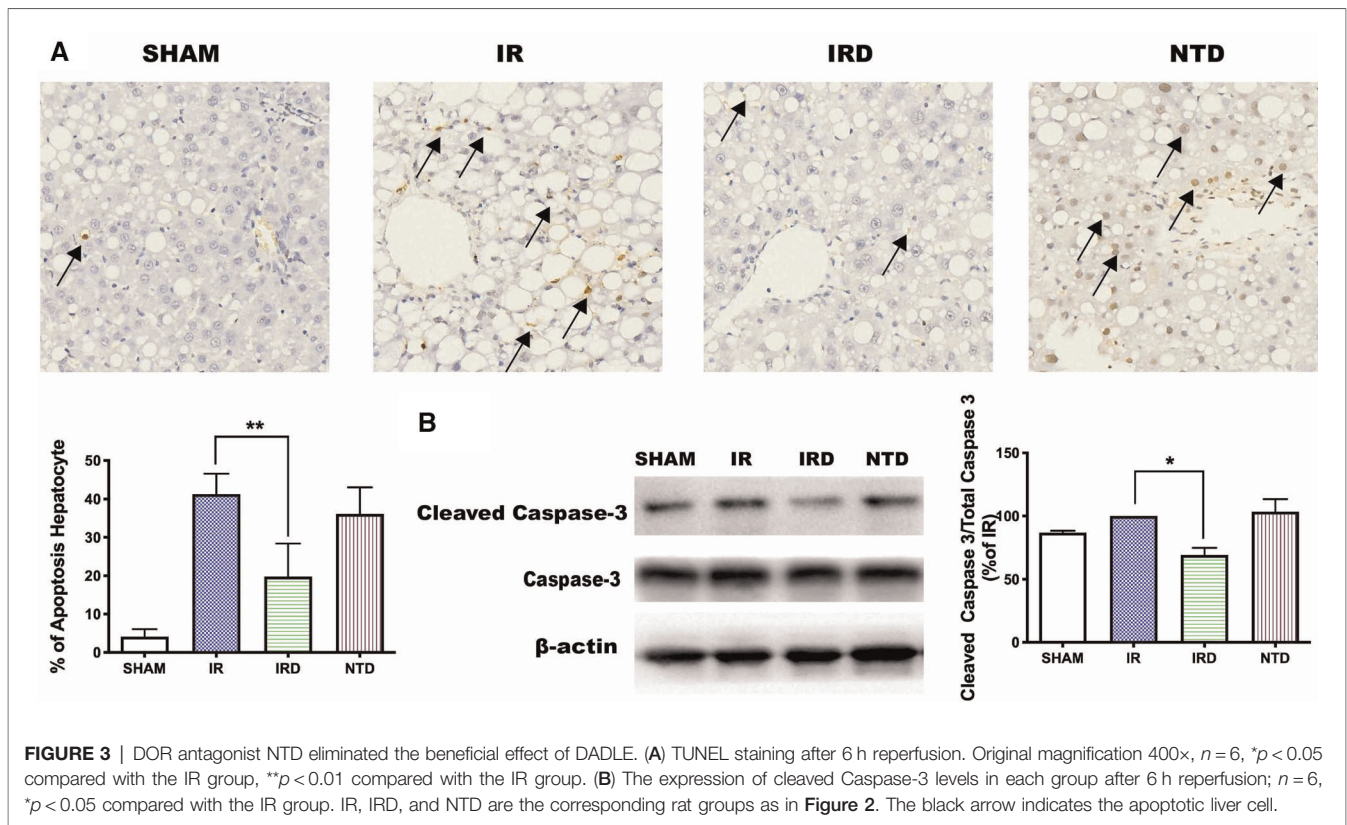 A
SHAM
IR
IRD
NTD
% of Apoptosis Hepatocyte
50
40
30
20
10
0
**
SHAM
IR
IRD
NTD
B
SHAM
IR
IRD
NTD
Cleaved Caspase-3
Caspase-3
β-actin
Cleaved Caspase 3/Total Caspase 3
(%of IR)
150
100
50
0
*
SHAM
IR
IRD
NTD
FIGURE 3 | DOR antagonist NTD eliminated the beneficial effect of DADLE. (A) TUNEL staining after 6 h reperfusion. Original magnification 400×, n = 6, *p < 0.05
compared with the IR group, **p < 0.01 compared with the IR group. (B) The expression of cleaved Caspase-3 levels in each group after 6 h reperfusion; n = 6,
*p < 0.05 compared with the IR group. IR, IRD, and NTD are the corresponding rat groups as in Figure 2. The black arrow indicates the apoptotic liver cell.